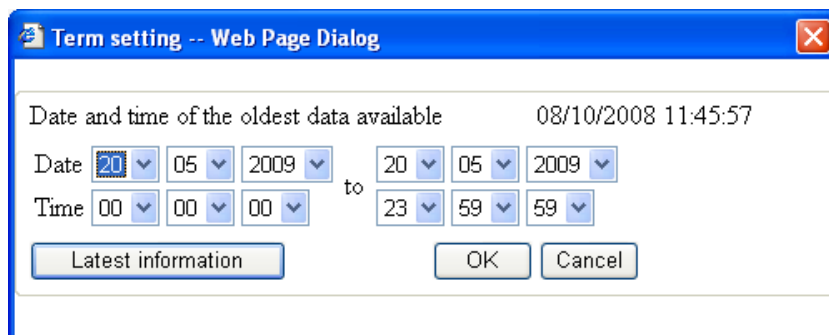 Term setting -- Web Page Dialog
Date and time of the oldest data available 08/10/2008 11:45:57
Date 20 05 2009 to 20 05 2009
Time 00 00 00 23 59 59
Latest information OK Cancel